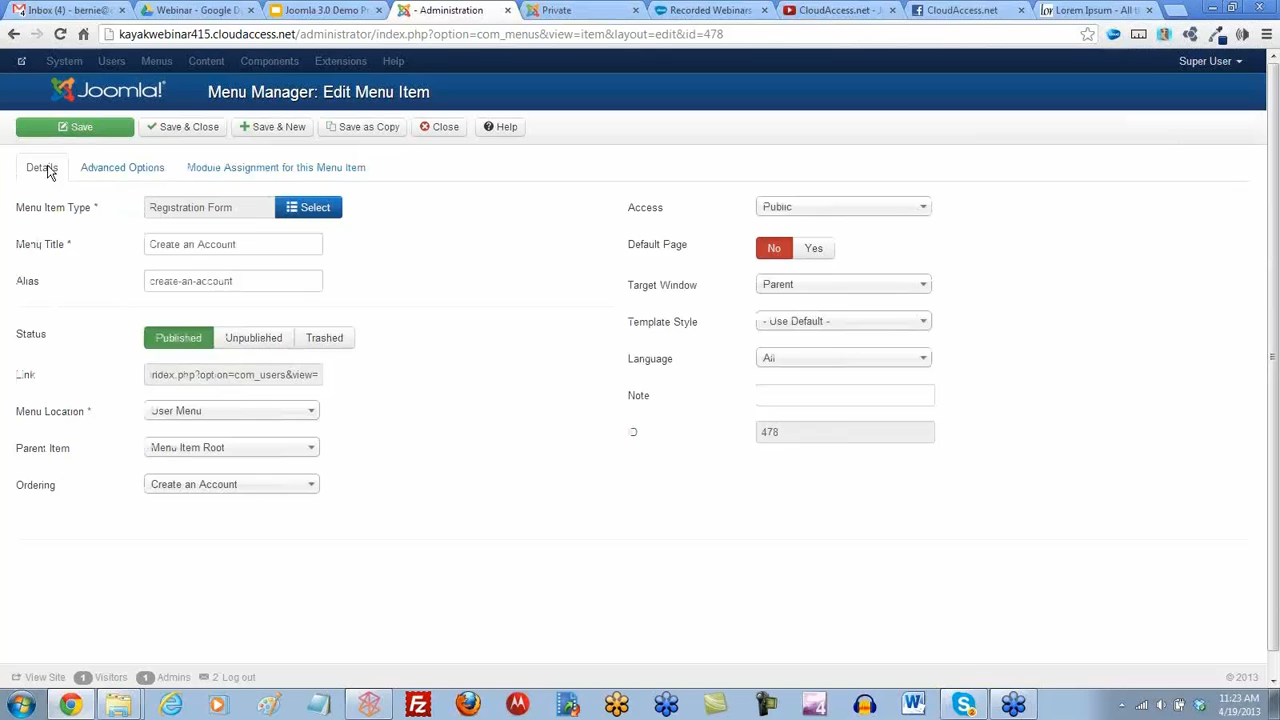 Inbox (4) - bernie@
Webinar - Google D
Joomla 3.0 Demo P
- Administration
Private
Recorded Webinars
CloudAccess.net - J
CloudAccess.net
Lorem Ipsum - All t
kayakwebinar415.cloudaccess.net/administrator/index.php?option=com_menus&view=item&layout=edit&id=478
System Users Menus Content Components Extensions Help Super User
Joomla! Menu Manager: Edit Menu Item
Save Save & Close Save & New Save as Copy Close Help
Details Advanced Options Module Assignment for this Menu Item
Menu Item Type * Registration Form Select
Menu Title * Create an Account
Alias create-an-account
Status Published Unpublished Trashed
Link index.php?option=com_users&view=
Menu Location * User Menu
Parent Item Menu Item Root
Ordering Create an Account
Access Public
Default Page No Yes
Target Window Parent
Template Style - Use Default -
Language All
Note
ID 478
View Site 1 Visitors 1 Admins 2 Log out © 2013
11:23 AM
4/19/2013